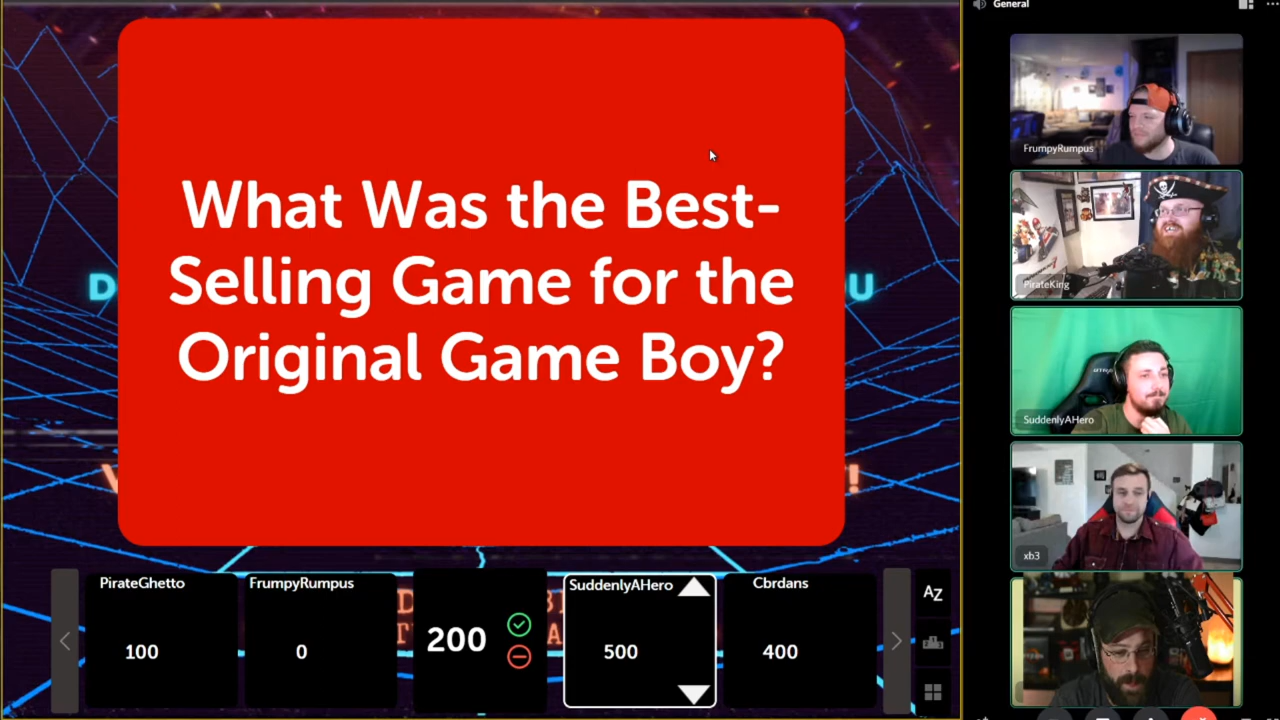 General
What Was the Best-
Selling Game for the
Original Game Boy?
D
U
!
FrumpyRumpus
PirateKing
SuddenlyAHero
xb3
PirateGhetto
FrumpyRumpus
SuddenlyAHero
Cbrdans
100
0
200
500
400
AZ